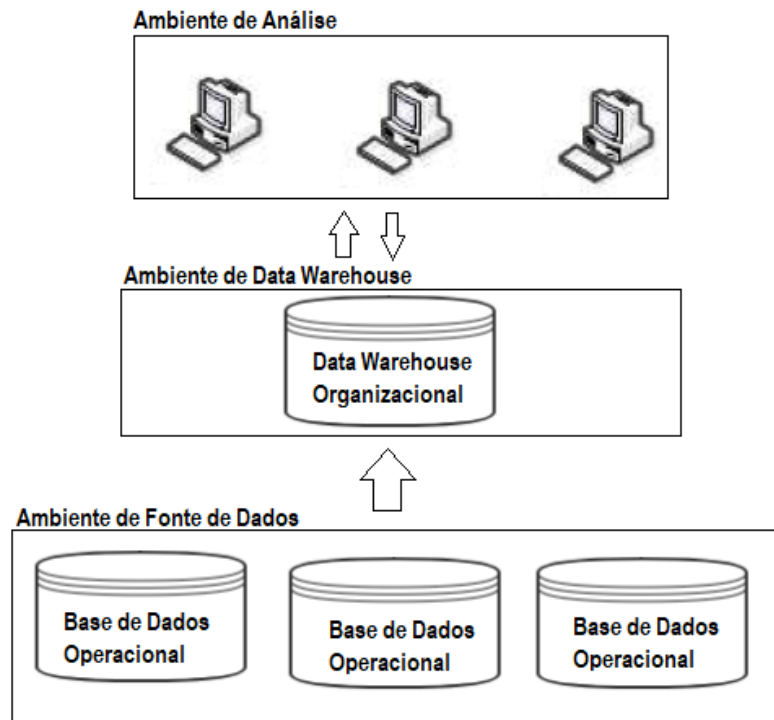 Ambiente de Análise
Ambiente de Data Warehouse
Data Warehouse
Organizacional
Ambiente de Fonte de Dados
Base de Dados
Operacional
Base de Dados
Operacional
Base de Dados
Operacional